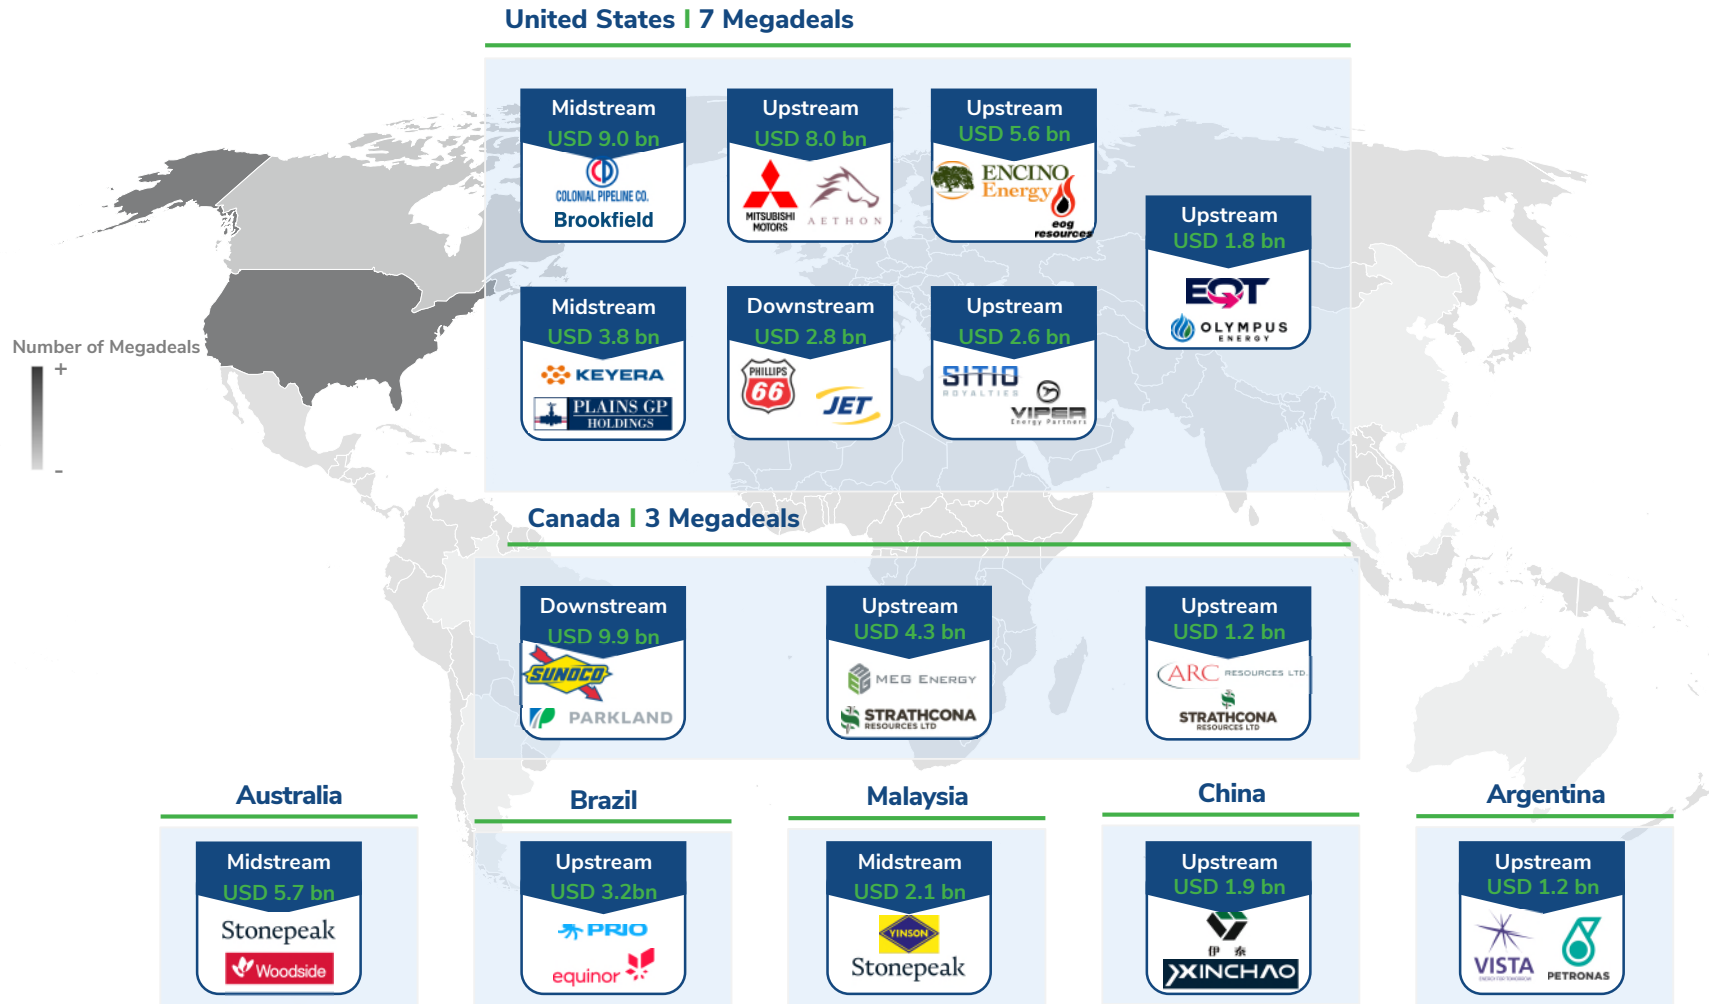 United States I 7 Megadeals
Midstream
USD 9.0 bn
COLONIAL PIPELINE CO.
Brookfield
Upstream
USD 8.0 bn
MITSUBISHI
MOTORS
AETHON
Upstream
USD 5.6 bn
ENCINO
Energy
eog
resources
Upstream
USD 1.8 bn
EQT
OLYMPUS
ENERGY
Midstream
USD 3.8 bn
KEYERA
PLAINS GP
HOLDINGS
Downstream
USD 2.8 bn
PHILLIPS
66
JET
Upstream
USD 2.6 bn
SITIO
ROYALTIES
VIPER
Energy Partners
Number of Megadeals
+
-
Canada I 3 Megadeals
Downstream
USD 9.9 bn
SUNOCO
PARKLAND
Upstream
USD 4.3 bn
MEG
MEG ENERGY
STRATHCONA
RESOURCES LTD
Upstream
USD 1.2 bn
ARC RESOURCES LTD.
STRATHCONA
RESOURCES LTD
Australia
Midstream
USD 5.7 bn
Stonepeak
Woodside
Brazil
Upstream
USD 3.2bn
PRIO
equinor
Malaysia
Midstream
USD 2.1 bn
YINSON
Stonepeak
China
Upstream
USD 1.9 bn
伊 泰
XINCHAO
Argentina
Upstream
USD 1.2 bn
VISTA
ENERGY FOR TOMORROW
PETRONAS